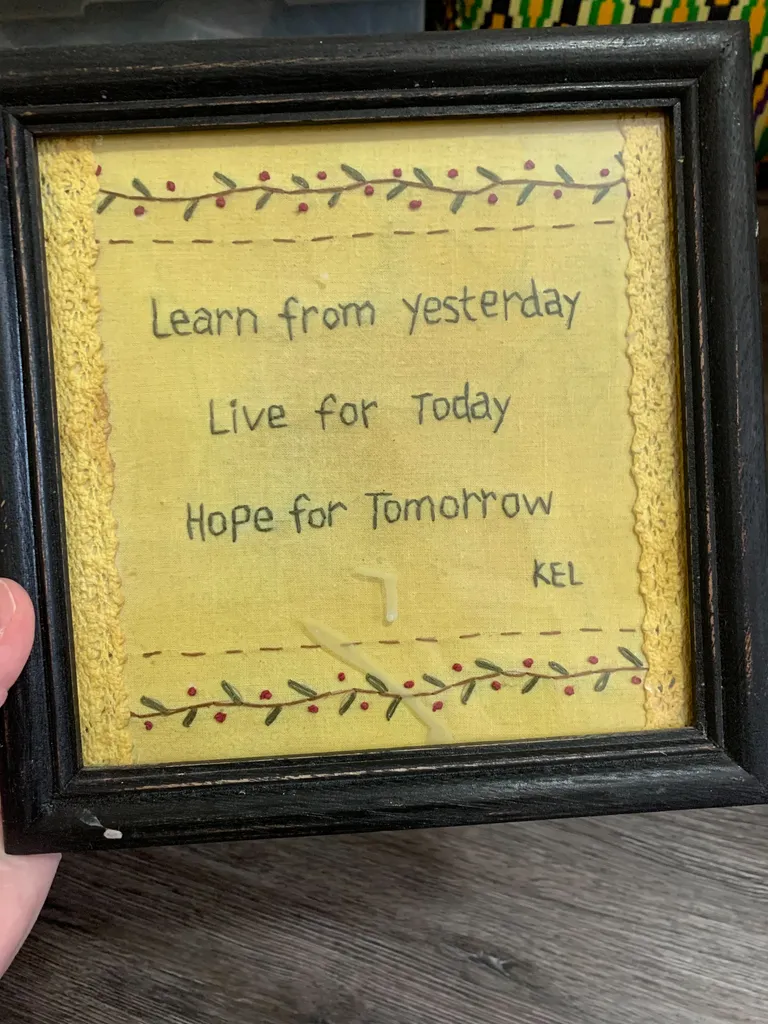 Learn from yesterday
Live for Today
Hope for Tomorrow
KEL